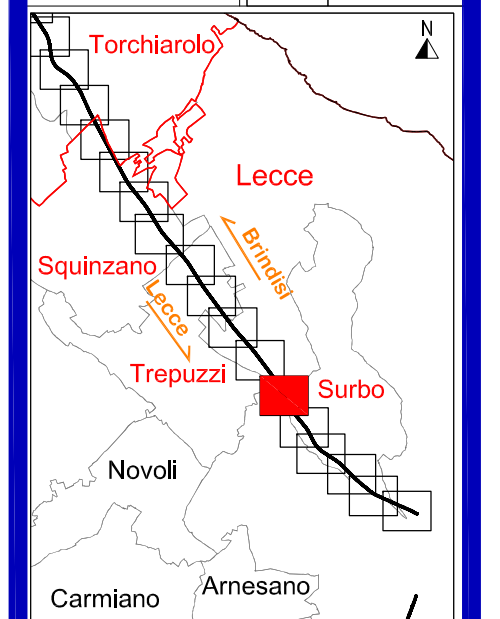 Torchiarolo
N
Lecce
Brindisi
Squinzano
Lecce
Trepuzzi
Surbo
Novoli
Arnesano
Carmiano